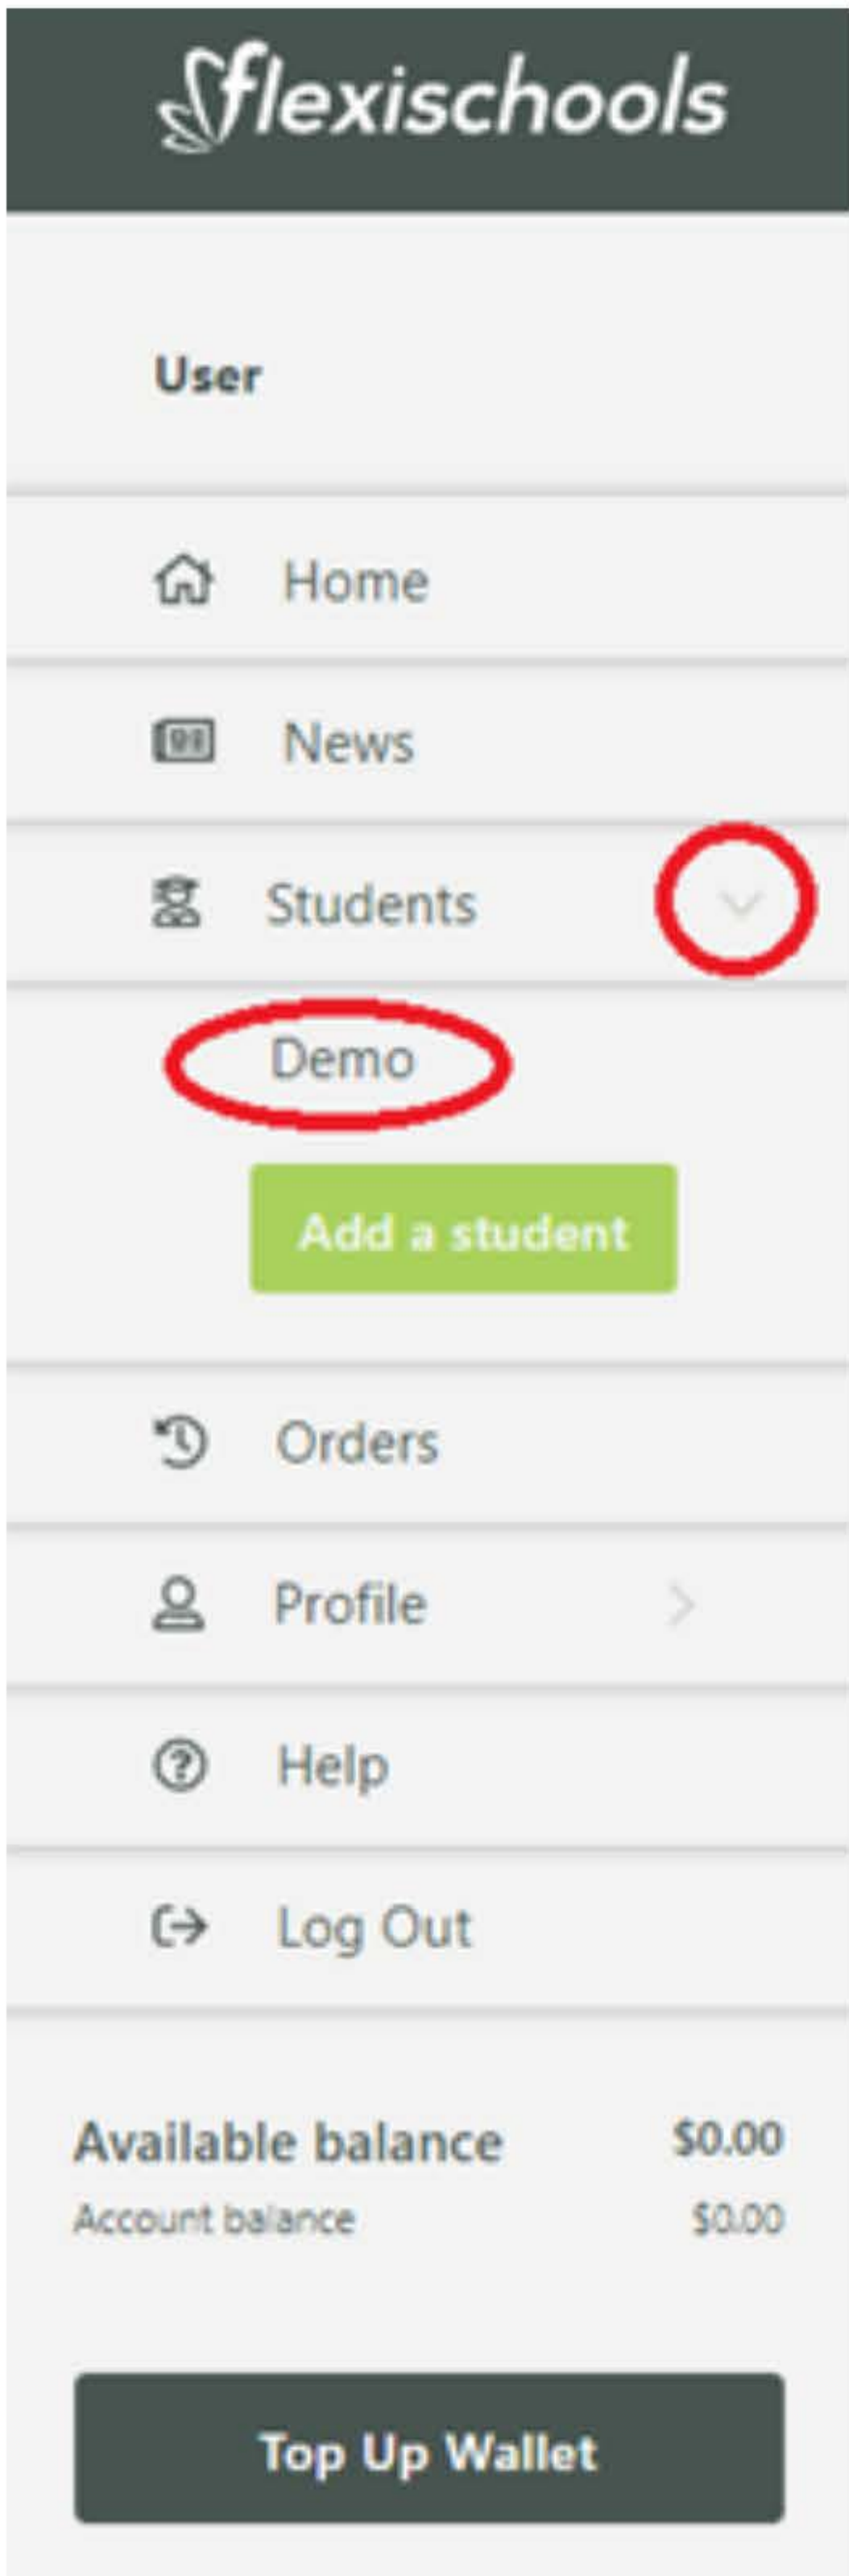 flexischools
User
Home
News
Students
Demo
Add a student
Orders
Profile
Help
Log Out
Available balance $0.00
Account balance $0.00
Top Up Wallet